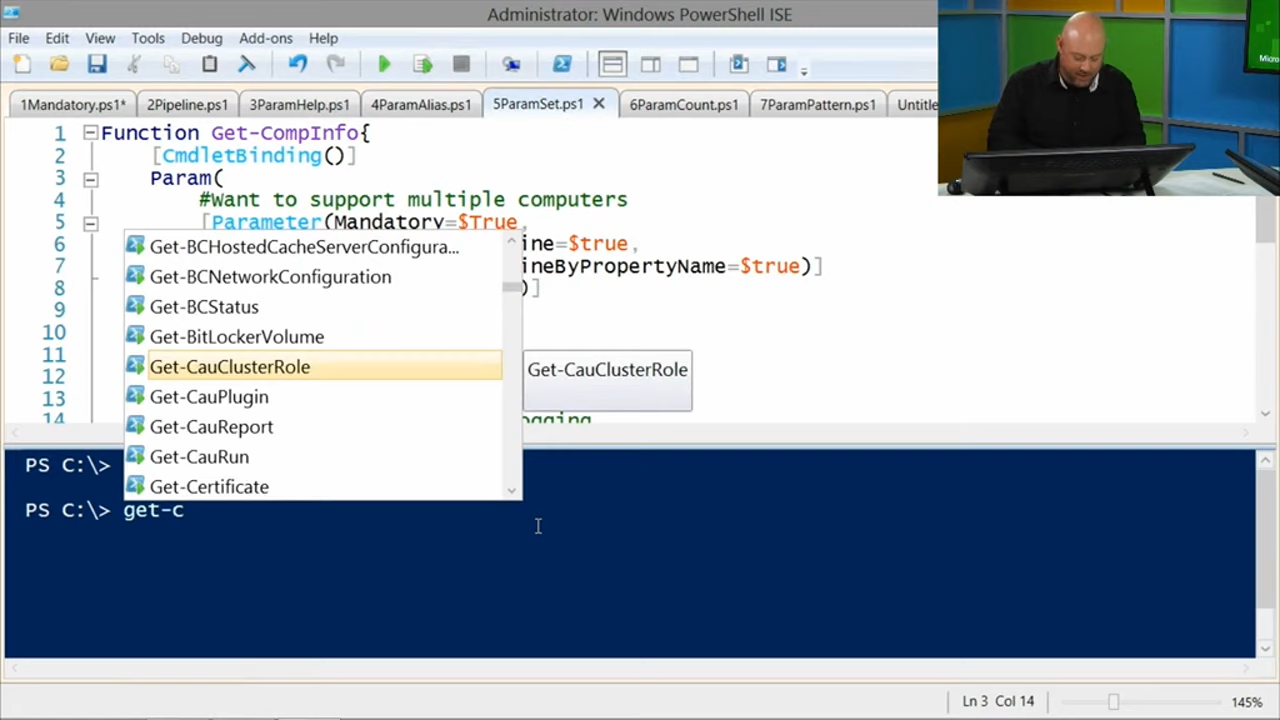 Administrator: Windows PowerShell ISE
File Edit View Tools Debug Add-ons Help
Micro
1Mandatory.ps1* 2Pipeline.ps1 3ParamHelp.ps1 4ParamAlias.ps1 5ParamSet.ps1 6ParamCount.ps1 7ParamPattern.ps1 Untitle
1 Function Get-CompInfo{
2 [CmdletBinding()]
3 Param(
4 #Want to support multiple computers
5 [Parameter(Mandatory=$True,
6 ine=$true,
7 ineByPropertyName=$true)]
8 )]
9
10
11
12
13
14 ogging
Get-BCHostedCacheServerConfigura...
Get-BCNetworkConfiguration
Get-BCStatus
Get-BitLockerVolume
Get-CauClusterRole
Get-CauPlugin
Get-CauReport
Get-CauRun
Get-Certificate
Get-CauClusterRole
PS C:\>
PS C:\> get-c
Ln 3 Col 14 145%